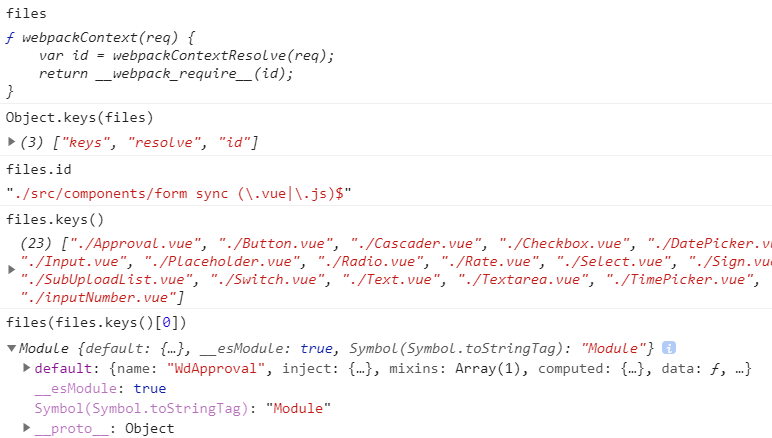 files
ƒ webpackContext(req) {
    var id = webpackContextResolve(req);
    return __webpack_require__(id);
}
Object.keys(files)
▶(3) ["keys", "resolve", "id"]
files.id
"./src/components/form sync (\.vue|\.js)$"
files.keys()
(23) ["./Approval.vue", "./Button.vue", "./Cascader.vue", "./Checkbox.vue", "./DatePicker.vu
▶"./Input.vue", "./Placeholder.vue", "./Radio.vue", "./Rate.vue", "./Select.vue", "./Sign.vue
"./SubUploadList.vue", "./Switch.vue", "./Text.vue", "./Textarea.vue", "./TimePicker.vue",
"./inputNumber.vue"]
files(files.keys()[0])
▼Module {default: {…}, __esModule: true, Symbol(Symbol.toStringTag): "Module"} i
▶default: {name: "WdApproval", inject: {…}, mixins: Array(1), computed: {…}, data: ƒ, …}
__esModule: true
Symbol(Symbol.toStringTag): "Module"
▶__proto__: Object